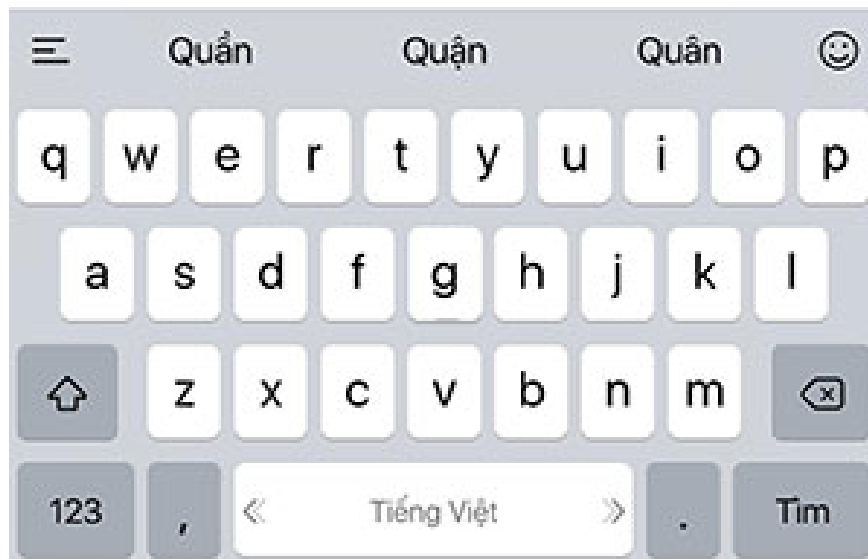 Quẩn Quận Quân
q w e r t y u i o p
a s d f g h j k l
z x c v b n m
123 , Tiếng Việt . Tìm